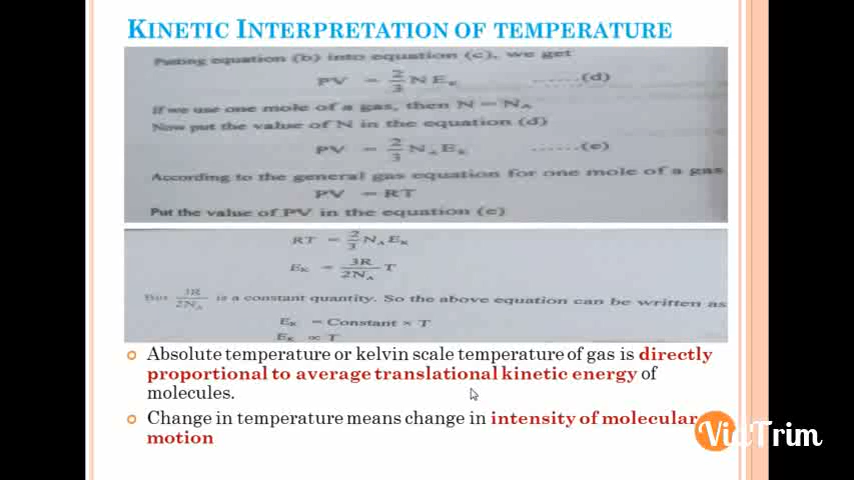 KINETIC INTERPRETATION OF TEMPERATURE
Putting equation (b) into equation (c), we get
PV = 2/3 N Eₖ ......(d)
If we use one mole of a gas, then N = Nₐ
Now put the value of N in the equation (d)
PV = 2/3 Nₐ Eₖ ......(e)
According to the general gas equation for one mole of a gas
PV = RT
Put the value of PV in the equation (e)
RT = 2/3 Nₐ Eₖ
Eₖ = 3R/2Nₐ T
But 3R/2Nₐ is a constant quantity. So the above equation can be written as
Eₖ = Constant × T
Eₖ ∝ T
Absolute temperature or kelvin scale temperature of gas is directly
proportional to average translational kinetic energy of
molecules.
Change in temperature means change in intensity of molecular
motion
VidTrim